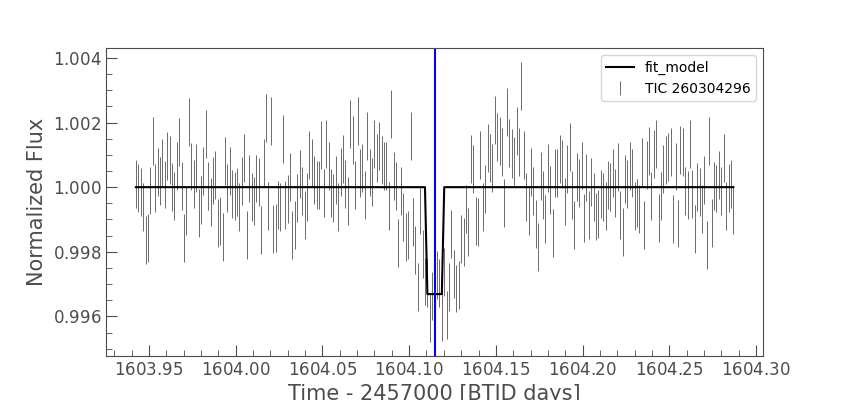 1.004
1.002
1.000
0.998
0.996
Normalized Flux
fit_model
TIC 260304296
1603.95 1604.00 1604.05 1604.10 1604.15 1604.20 1604.25 1604.30
Time - 2457000 [BTJD days]